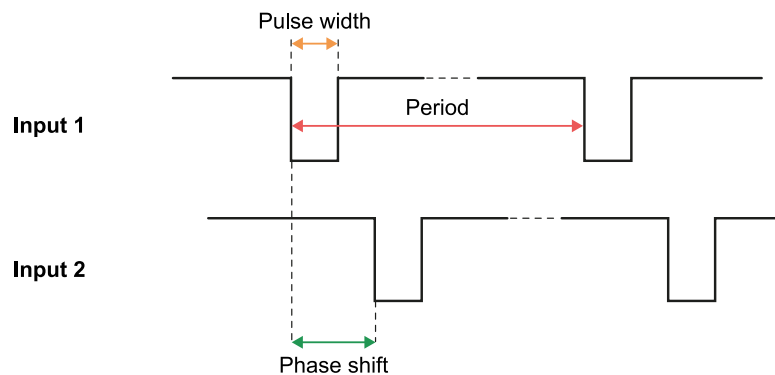 Pulse width
Input 1
Period
Input 2
Phase shift